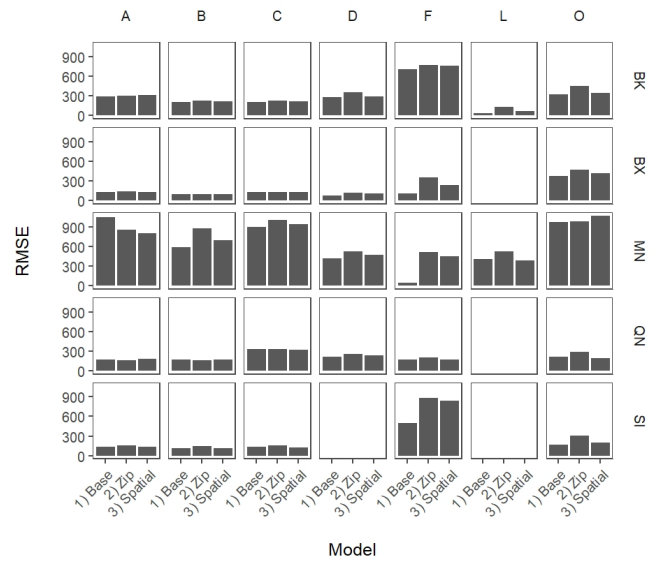 A B C D F L O
900
600
300
0
BK
900
600
300
0
BX
RMSE
900
600
300
0
MN
900
600
300
0
QN
900
600
300
0
SI
1) Base 2) Zip 3) Spatial 1) Base 2) Zip 3) Spatial 1) Base 2) Zip 3) Spatial 1) Base 2) Zip 3) Spatial 1) Base 2) Zip 3) Spatial 1) Base 2) Zip 3) Spatial 1) Base 2) Zip 3) Spatial
Model